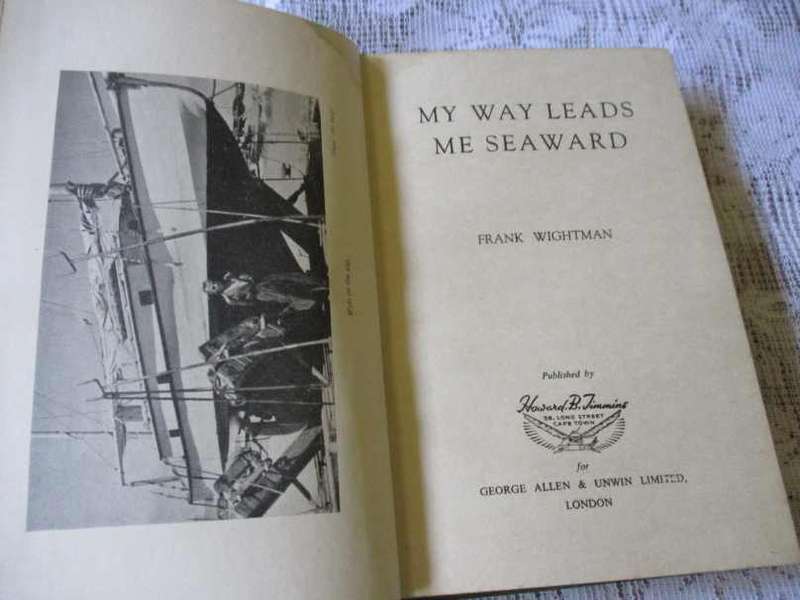 MY WAY LEADS
ME SEAWARD
FRANK WIGHTMAN
Published by
Howard. B. Timmins
58, LONG STREET
CAPE TOWN
for
GEORGE ALLEN & UNWIN LIMITED,
LONDON